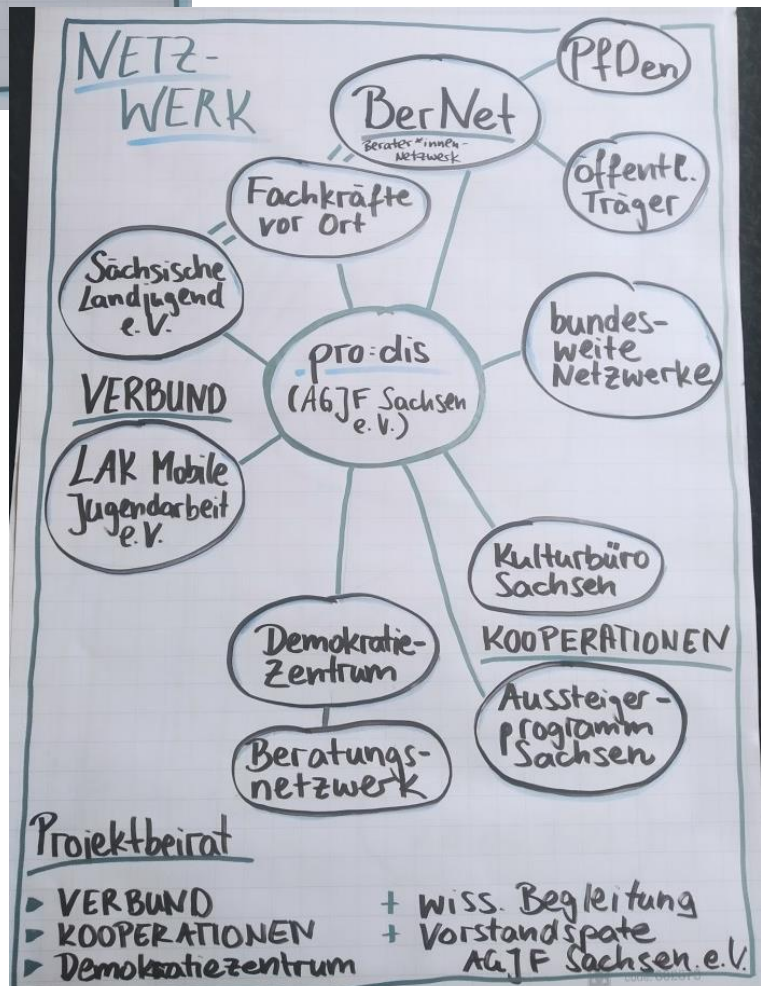 NETZ-
WERK
PfDen
BerNet
Berater*innen-
Netzwerk
öffentl.
Träger
Fachkräfte
vor Ort
Sächsische
Landjugend
e.V.
pro:dis
(AGJF Sachsen
e.V.)
bundes-
weite
Netzwerke
VERBUND
LAK Mobile
Jugendarbeit
e.V.
Kulturbüro
Sachsen
KOOPERATIONEN
Demokratie-
Zentrum
Aussteiger-
programm
Sachsen
Beratungs-
netzwerk
Projektbeirat
▸ VERBUND
▸ KOOPERATIONEN
▸ Demokratiezentrum
+ wiss. Begleitung
+ Vorstandspate
AGJF Sachsen e.V.